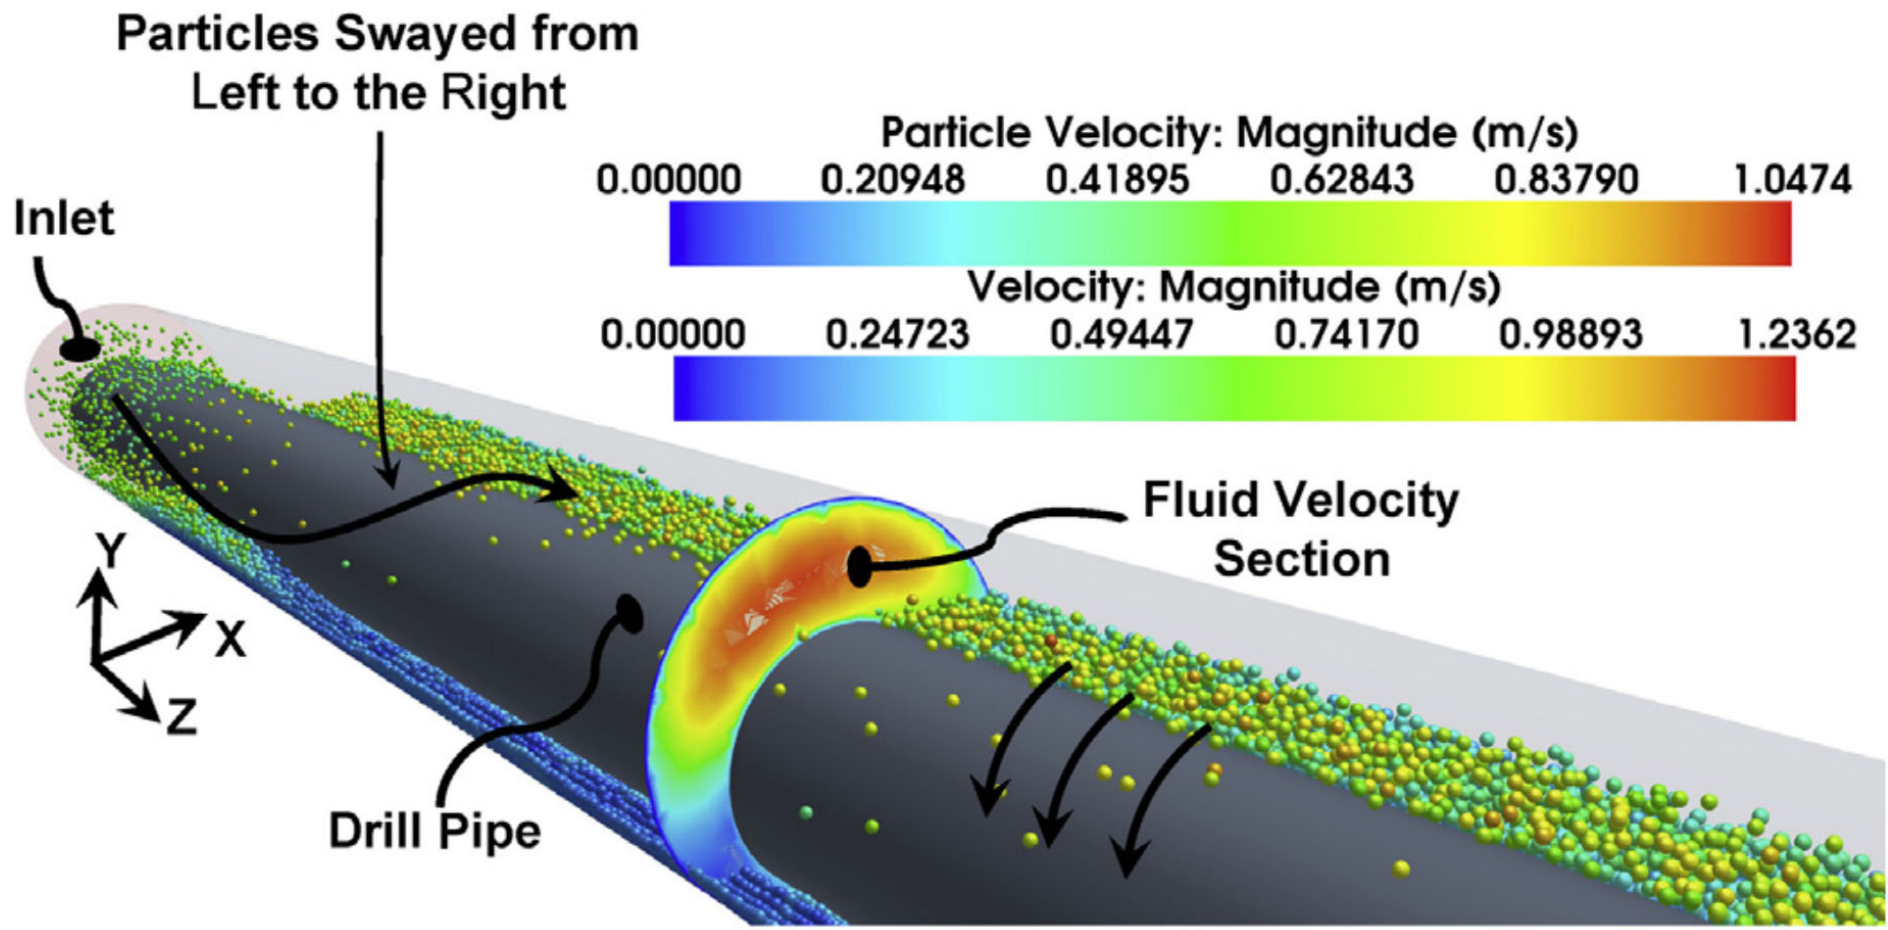 Particles Swayed from
Left to the Right
Particle Velocity: Magnitude (m/s)
0.00000 0.20948 0.41895 0.62843 0.83790 1.0474
Inlet
Velocity: Magnitude (m/s)
0.00000 0.24723 0.49447 0.74170 0.98893 1.2362
Fluid Velocity
Section
Y
X
Z
Drill Pipe